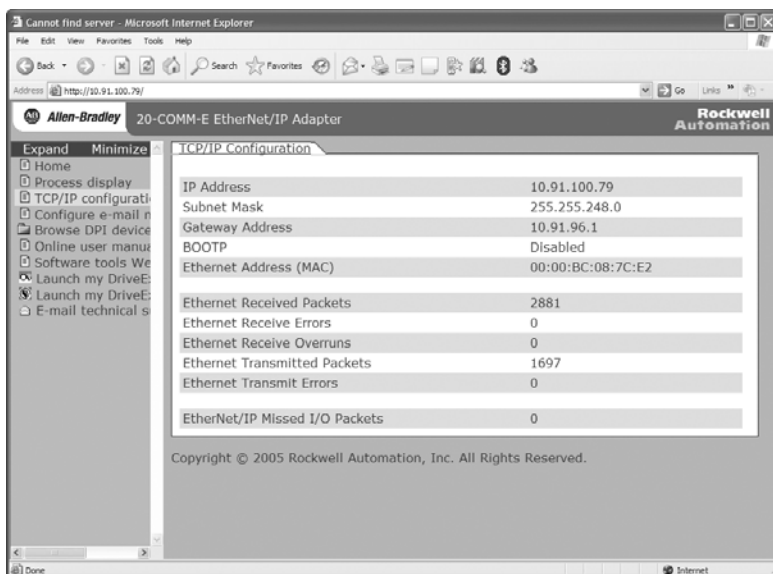 Cannot find server - Microsoft Internet Explorer
File Edit View Favorites Tools Help
Back Search Favorites
Address http://10.91.100.79/ Go Links »
AB Allen-Bradley 20-COMM-E EtherNet/IP Adapter Rockwell Automation
Expand Minimize
Home
Process display
TCP/IP configurati
Configure e-mail n
Browse DPI device
Online user manua
Software tools We
Launch my DriveE
Launch my DriveE
E-mail technical s
TCP/IP Configuration
IP Address 10.91.100.79
Subnet Mask 255.255.248.0
Gateway Address 10.91.96.1
BOOTP Disabled
Ethernet Address (MAC) 00:00:BC:08:7C:E2
Ethernet Received Packets 2881
Ethernet Receive Errors 0
Ethernet Receive Overruns 0
Ethernet Transmitted Packets 1697
Ethernet Transmit Errors 0
EtherNet/IP Missed I/O Packets 0
Copyright © 2005 Rockwell Automation, Inc. All Rights Reserved.
Done Internet